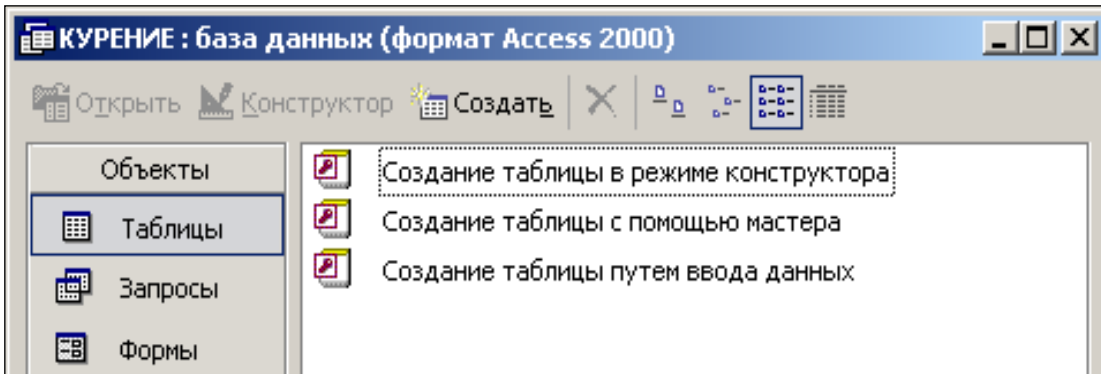 КУРЕНИЕ : база данных (формат Access 2000)
Открыть Конструктор Создать
Объекты
Таблицы
Запросы
Формы
Создание таблицы в режиме конструктора
Создание таблицы с помощью мастера
Создание таблицы путем ввода данных